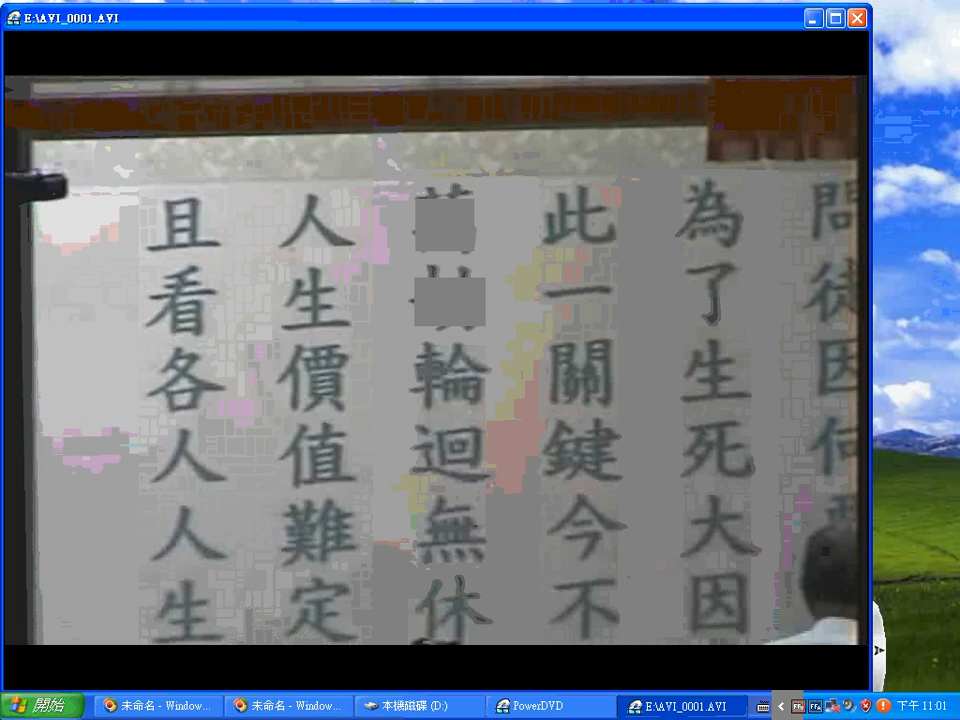 E:\AVI_0001.AVI
問徒因何
為了生死大因
此一關鍵今不
輪迴無休
人生價值難定
且看各人人生
開始
未命名 - Window...
未命名 - Window...
本機磁碟 (D:)
PowerDVD
E:\AVI_0001.AVI
下午 11:01